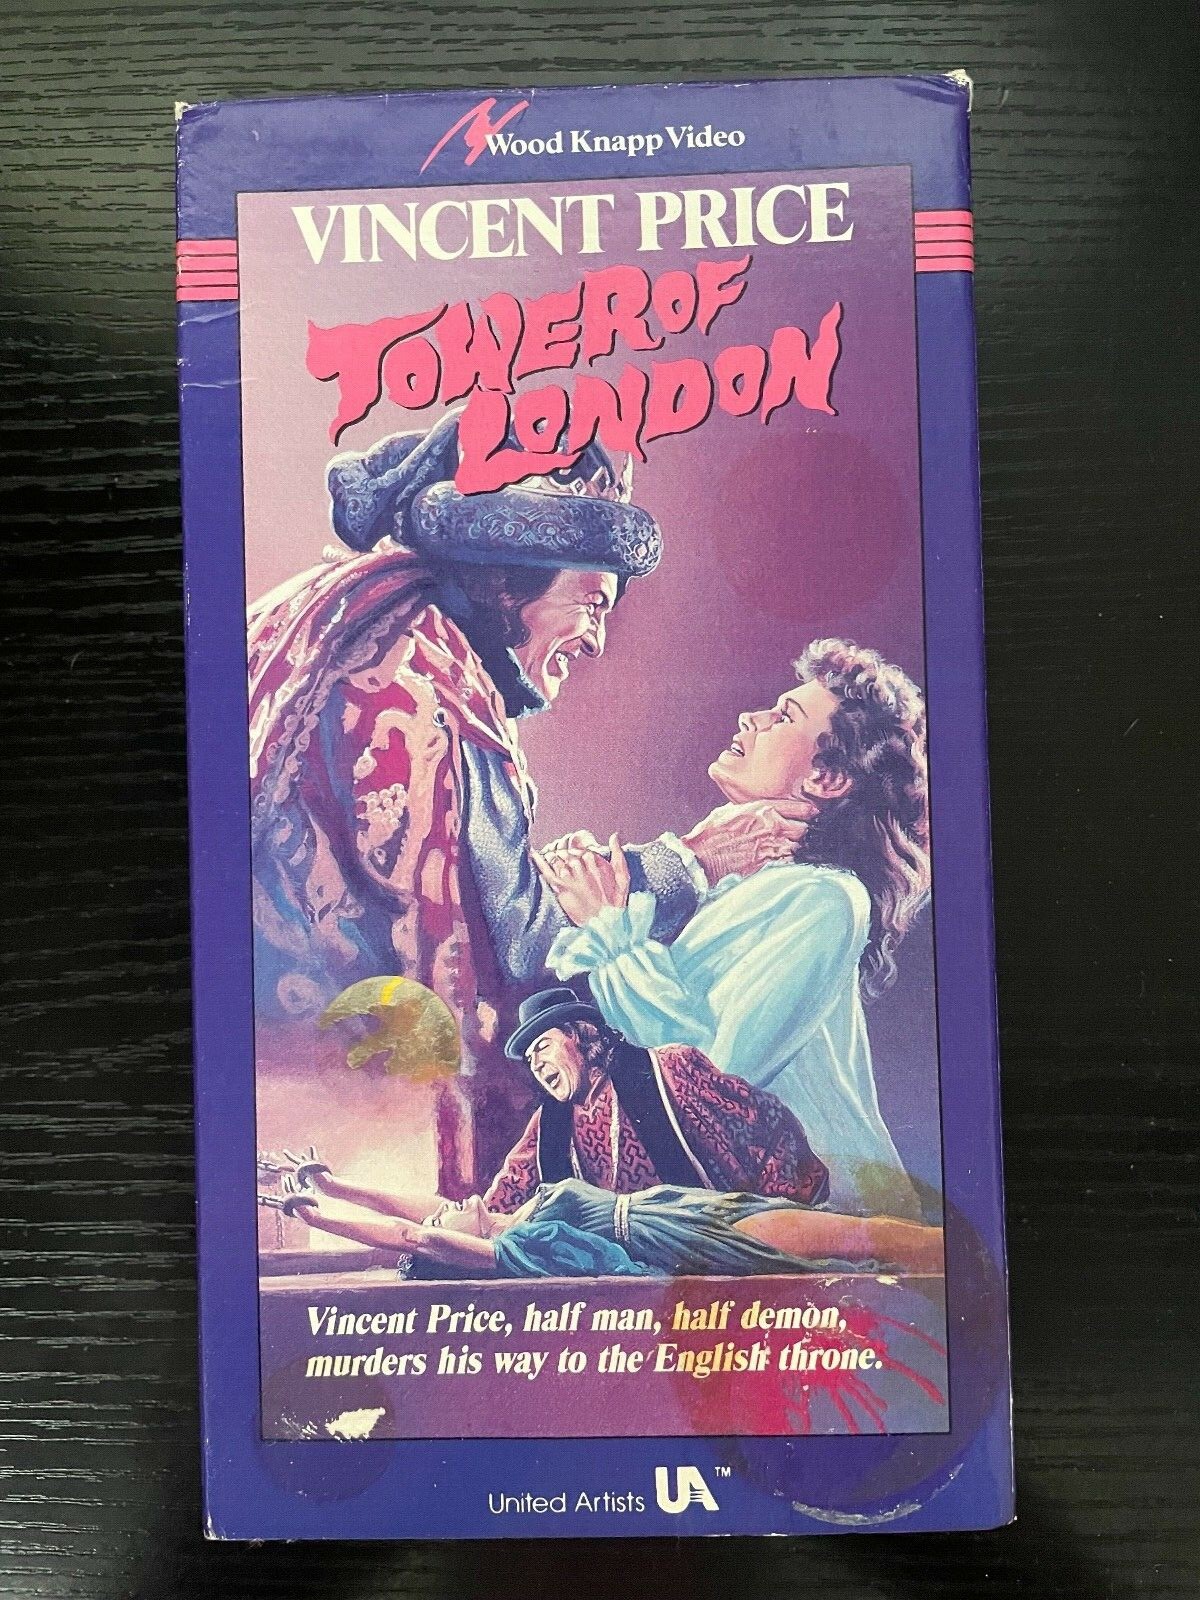 Wood Knapp Video
VINCENT PRICE
TOWER OF
LONDON
Vincent Price, half man, half demon,
murders his way to the English throne.
United Artists UA™